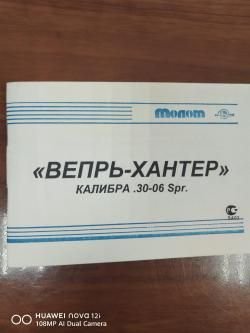 Молот
«ВЕПРЬ-ХАНТЕР»
КАЛИБРА .30-06 Spr.
HUAWEI nova 12i
108MP AI Dual Camera